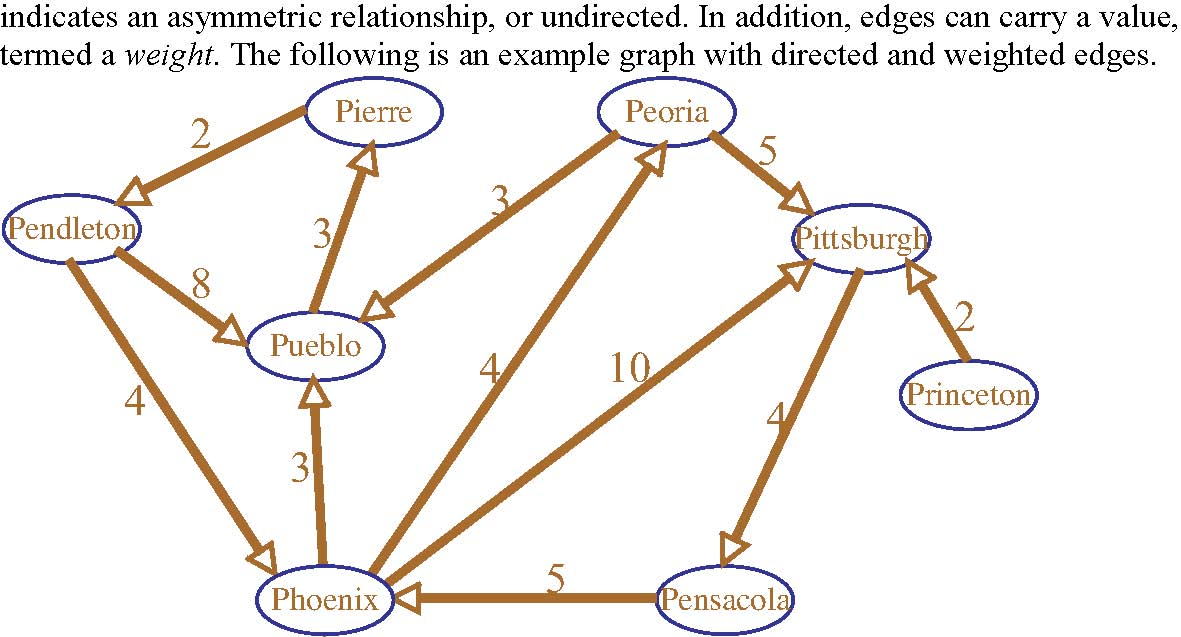 indicates an asymmetric relationship, or undirected. In addition, edges can carry a value,
termed a weight. The following is an example graph with directed and weighted edges.
Pierre
Peoria
2
5
3
Pendleton
3
Pittsburgh
8
2
Pueblo
4
10
4
Princeton
4
3
5
Phoenix
Pensacola